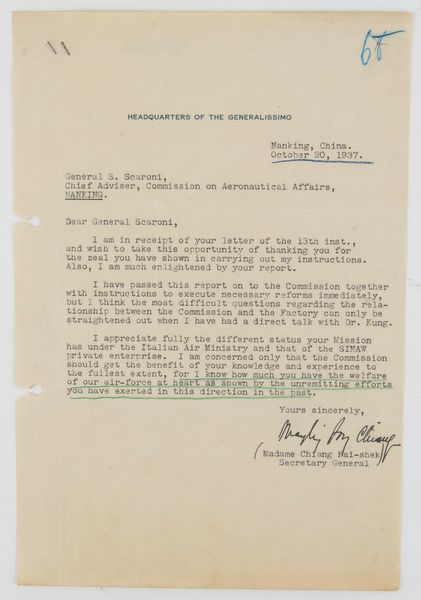 68
HEADQUARTERS OF THE GENERALISSIMO
Nanking, China.
October 20, 1937.
General S. Scaroni,
Chief Adviser, Commission on Aeronautical Affairs,
NANKING.
Dear General Scaroni,
I am in receipt of your letter of the 13th inst.,
and wish to take this opportunity of thanking you for
the zeal you have shown in carrying out my instructions.
Also, I am much enlightened by your report.
I have passed this report on to the Commission together
with instructions to execute necessary reforms immediately,
but I think the most difficult questions regarding the rela-
tionship between the Commission and the Factory can only be
straightened out when I have had a direct talk with Dr. Kung.
I appreciate fully the different status your Mission
has under the Italian Air Ministry and that of the SINAW
private enterprise. I am concerned only that the Commission
should get the benefit of your knowledge and experience to
the fullest extent, for I know how much you have the welfare
of our air-force at heart as shown by the unremitting efforts
you have exerted in this direction in the past.
Yours sincerely,
Mayling Soong Chiang
(Madame Chiang Kai-shek)
Secretary General